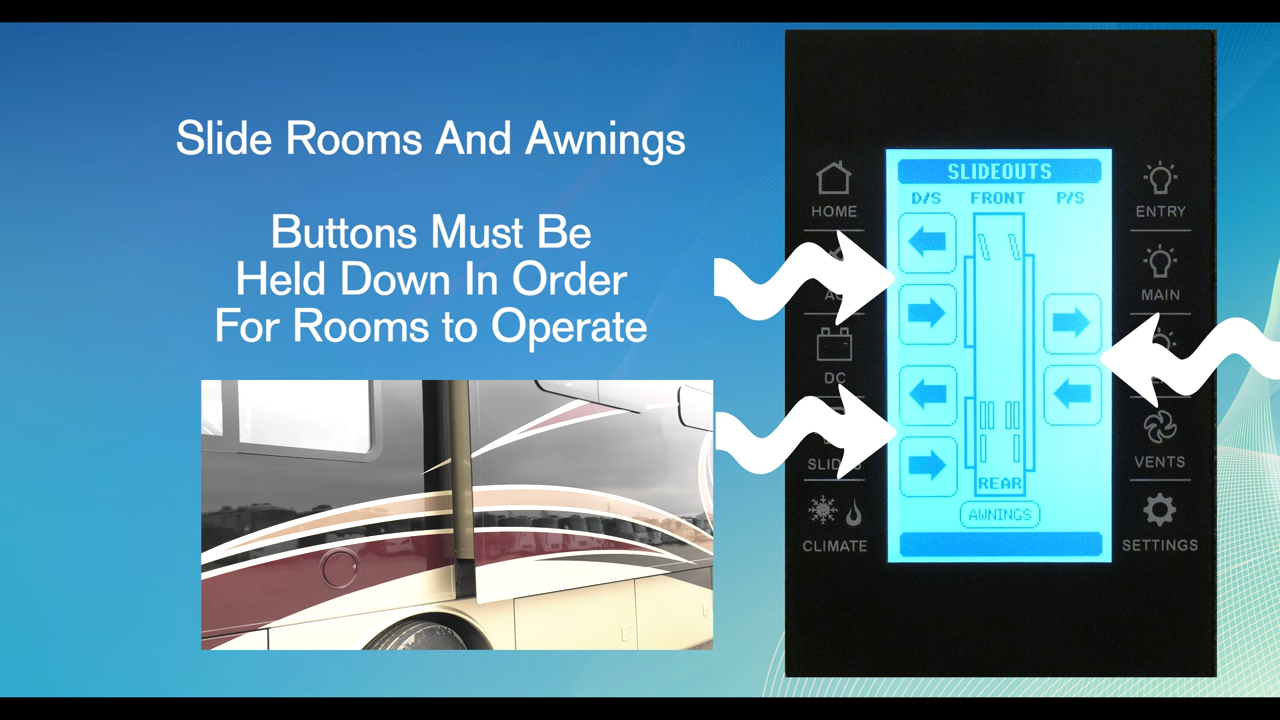 Slide Rooms And Awnings
Buttons Must Be
Held Down In Order
For Rooms to Operate
SLIDEOUTS
D/S FRONT P/S
REAR
AWNINGS
HOME
DC
CLIMATE
ENTRY
MAIN
VENTS
SETTINGS